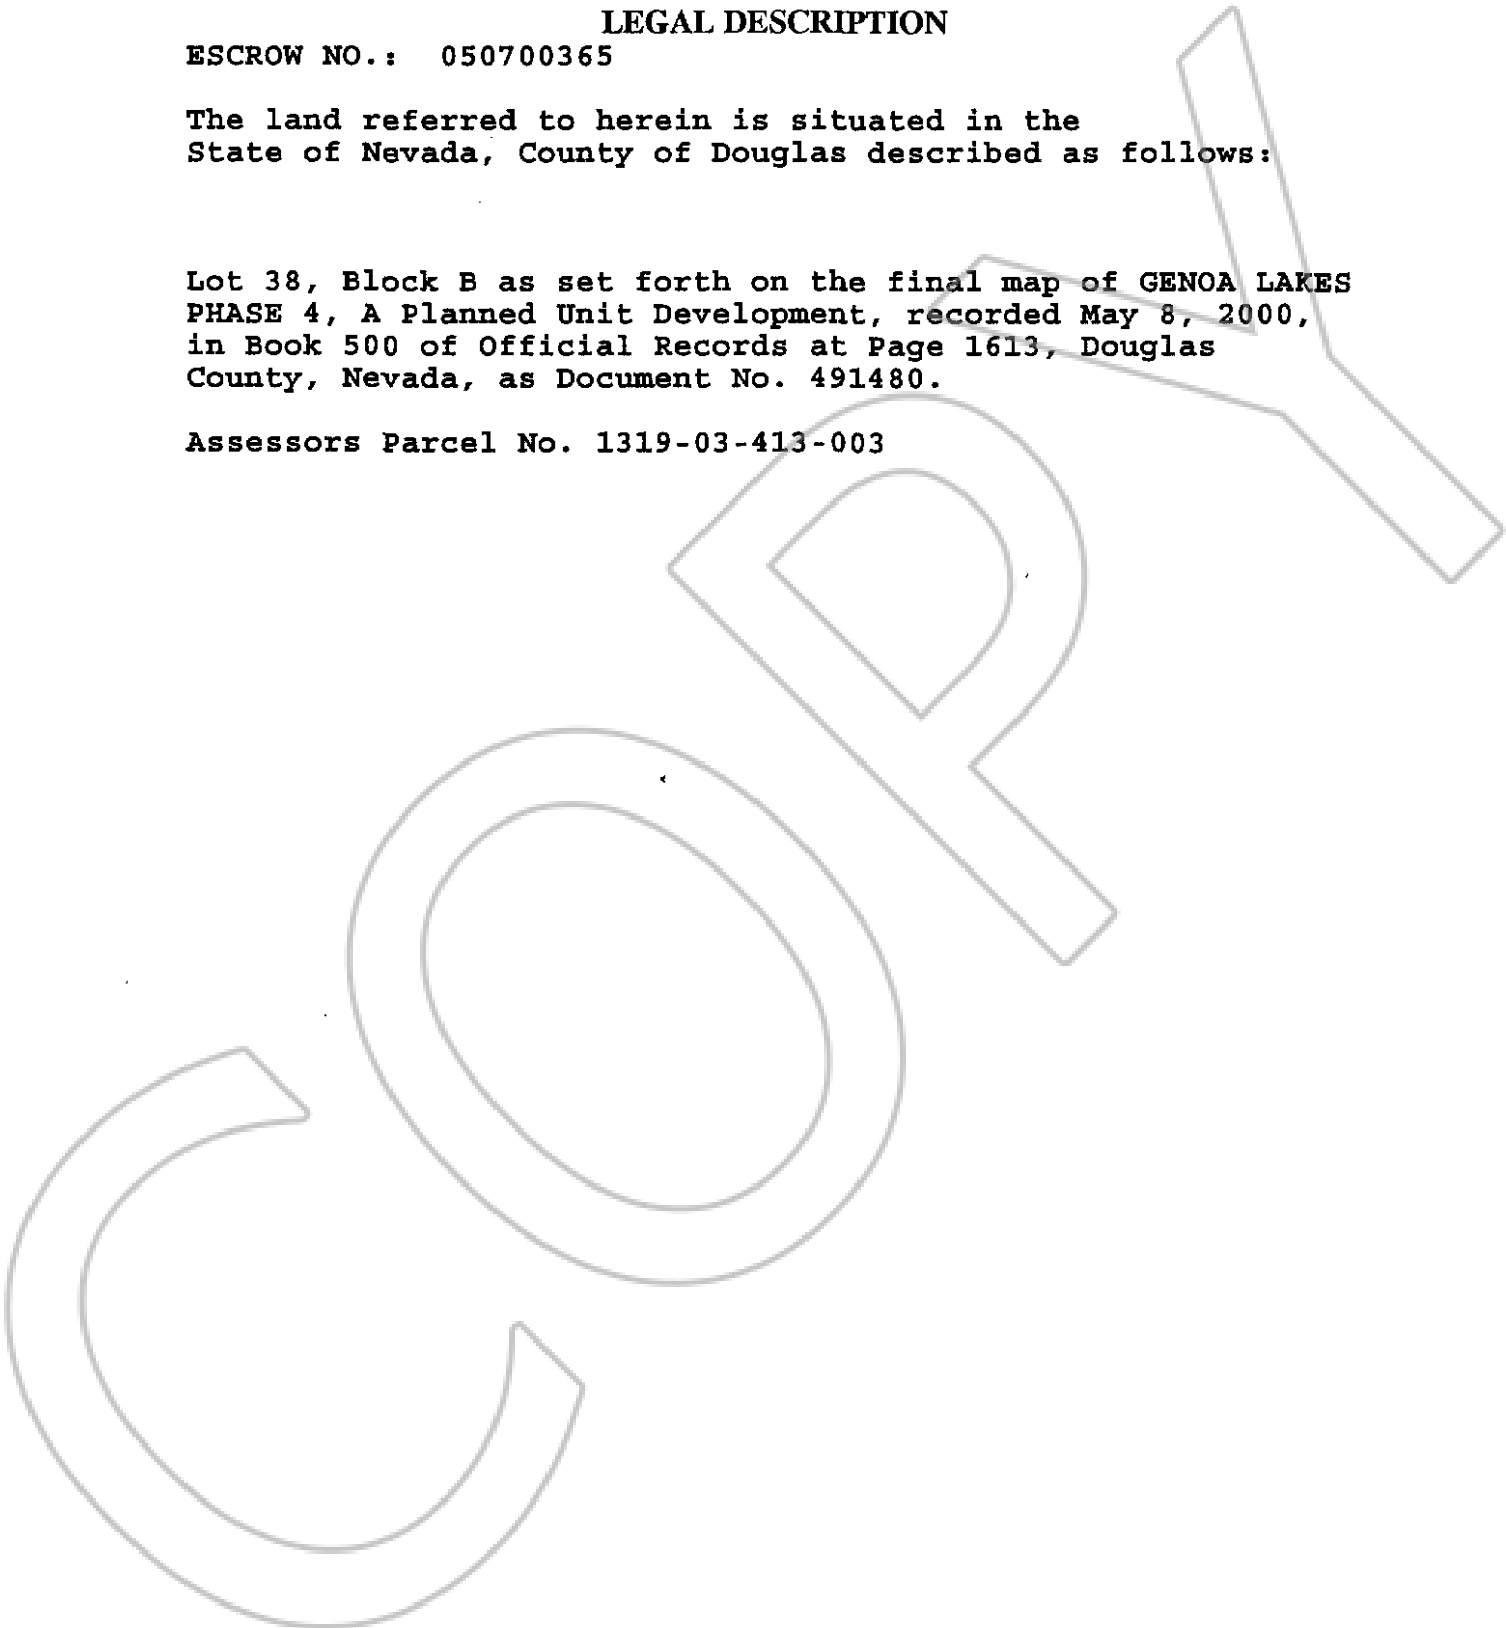 LEGAL DESCRIPTION
ESCROW NO.: 050700365
The land referred to herein is situated in the
State of Nevada, County of Douglas described as follows:
Lot 38, Block B as set forth on the final map of GENOA LAKES
PHASE 4, A Planned Unit Development, recorded May 8, 2000,
in Book 500 of Official Records at Page 1613, Douglas
County, Nevada, as Document No. 491480.
Assessors Parcel No. 1319-03-413-003
COPY